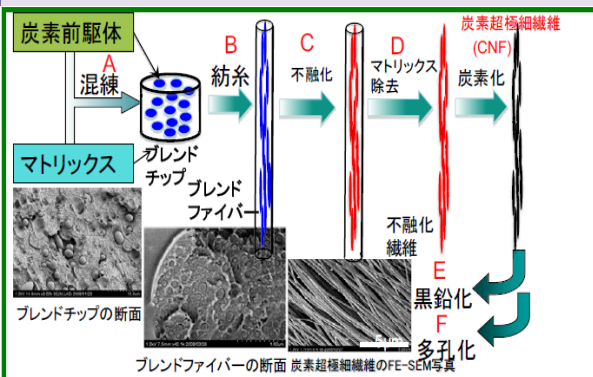 炭素前駆体
A
混練
マトリックス
ブレンド
チップ
B
紡糸
C
不融化
D
マトリックス
除去
炭素超極細繊維
(CNF)
炭素化
ブレンド
ファイバー
不融化
繊維
E
黒鉛化
F
多孔化
ブレンドチップの断面
ブレンドファイバーの断面
炭素超極細繊維のFE-SEM写真